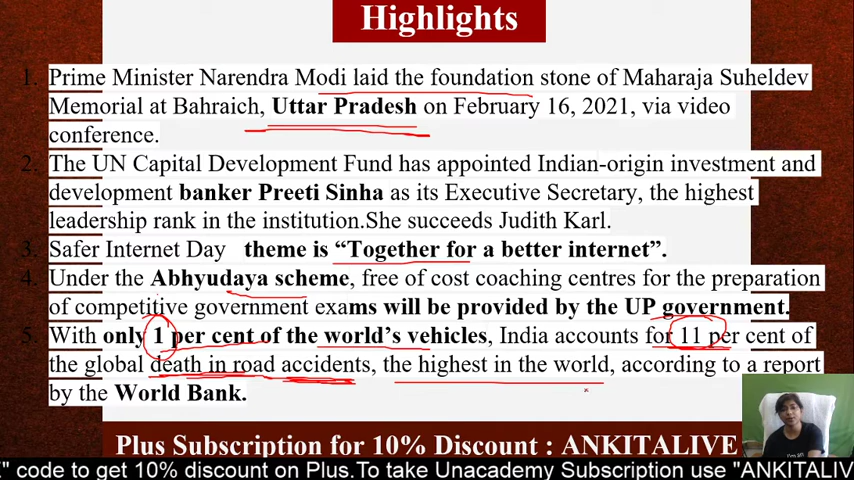 Highlights
1. Prime Minister Narendra Modi laid the foundation stone of Maharaja Suheldev
Memorial at Bahraich, Uttar Pradesh on February 16, 2021, via video
conference.
2. The UN Capital Development Fund has appointed Indian-origin investment and
development banker Preeti Sinha as its Executive Secretary, the highest
leadership rank in the institution.She succeeds Judith Karl.
3. Safer Internet Day theme is “Together for a better internet”.
4. Under the Abhyudaya scheme, free of cost coaching centres for the preparation
of competitive government exams will be provided by the UP government.
5. With only 1 per cent of the world’s vehicles, India accounts for 11 per cent of
the global death in road accidents, the highest in the world, according to a report
by the World Bank.
Plus Subscription for 10% Discount : ANKITALIVE
" code to get 10% discount on Plus.To take Unacademy Subscription use "ANKITALIV